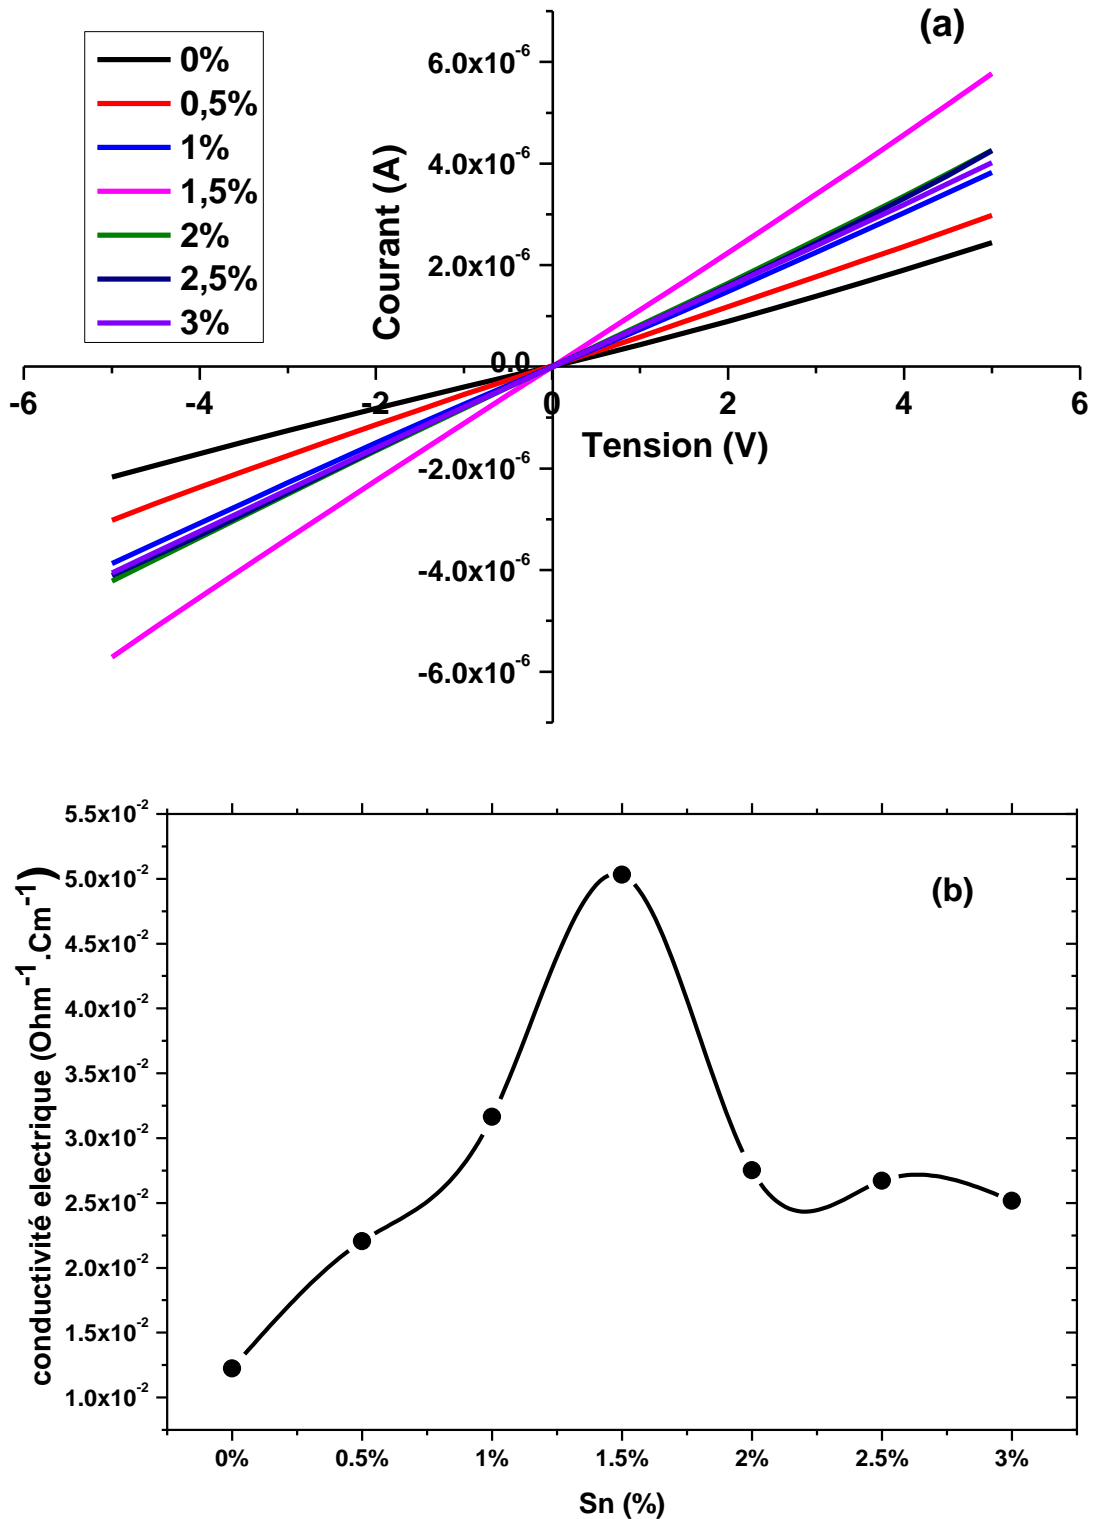 (a)
0%
0,5%
1%
1,5%
2%
2,5%
3%
Courant (A)
6.0x10⁻⁶
4.0x10⁻⁶
2.0x10⁻⁶
0.0
-2.0x10⁻⁶
-4.0x10⁻⁶
-6.0x10⁻⁶
-6 -4 -2 0 2 4 6
Tension (V)
(b)
conductivité electrique (Ohm⁻¹.Cm⁻¹)
5.5x10⁻²
5.0x10⁻²
4.5x10⁻²
4.0x10⁻²
3.5x10⁻²
3.0x10⁻²
2.5x10⁻²
2.0x10⁻²
1.5x10⁻²
1.0x10⁻²
0% 0.5% 1% 1.5% 2% 2.5% 3%
Sn (%)